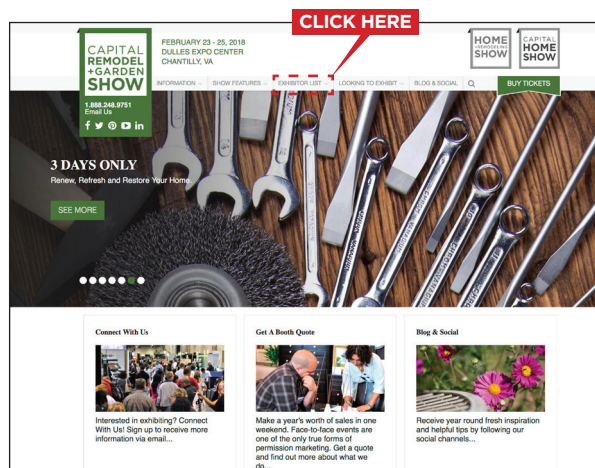 CLICK HERE
CAPITAL
REMODEL
+GARDEN
SHOW
1.888.248.9751
Email Us
FEBRUARY 23 - 25, 2018
DULLES EXPO CENTER
CHANTILLY, VA
HOME
+REMODELING
SHOW
CAPITAL
HOME
SHOW
INFORMATION
SHOW FEATURES
EXHIBITOR LIST
LOOKING TO EXHIBIT
BLOG & SOCIAL
BUY TICKETS
3 DAYS ONLY
Renew, Refresh and Restore Your Home.
SEE MORE
Connect With Us
Interested in exhibiting? Connect
With Us! Sign up to receive more
information via email...
Get A Booth Quote
Make a year's worth of sales in one
weekend. Face-to-face events are
one of the only true forms of
permission marketing. Get a quote
and find out more about what we
do...
Blog & Social
Receive year round fresh inspiration
and helpful tips by following our
social channels...